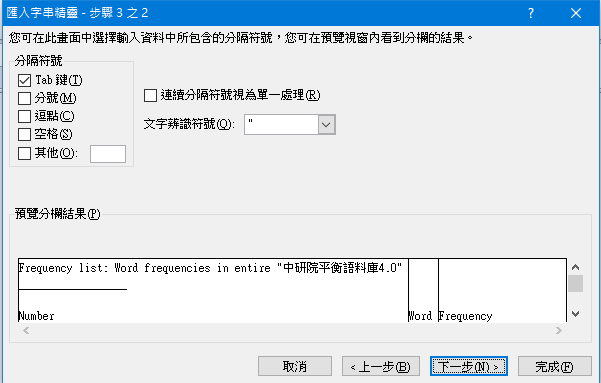 匯入字串精靈 - 步驟 3 之 2
您可在此畫面中選擇輸入資料中所包含的分隔符號，您可在預覽視窗內看到分欄的結果。
分隔符號
Tab 鍵(T)
分號(M)
逗點(C)
空格(S)
其他(O):
連續分隔符號視為單一處理(R)
文字辨識符號(Q): "
預覽分欄結果(P)
Frequency list: Word frequencies in entire "中研院平衡語料庫4.0"
Number Word Frequency
取消 <上一步(B) 下一步(N)> 完成(F)